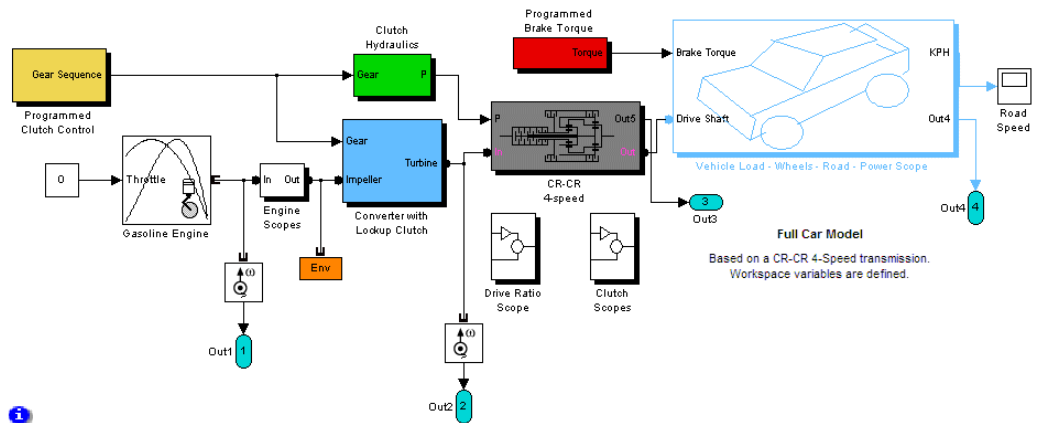 Programmed
Brake Torque
Clutch
Hydraulics
Gear Sequence
Programmed
Clutch Control
Gear
P
Torque
Brake Torque
KPH
Drive Shaft
Out4
Vehicle Load - Wheels - Road - Power Scope
Road
Speed
P
Out5
In
Out
CR-CR
4-speed
Gear
Turbine
Impeller
Converter with
Lookup Clutch
0
Throttle
Gasoline Engine
In
Out
Engine
Scopes
Env
3
Out3
4
Out4
Full Car Model
Based on a CR-CR 4-Speed transmission.
Workspace variables are defined.
Drive Ratio
Scope
Clutch
Scopes
ω
Out1
1
ω
Out2
2
i